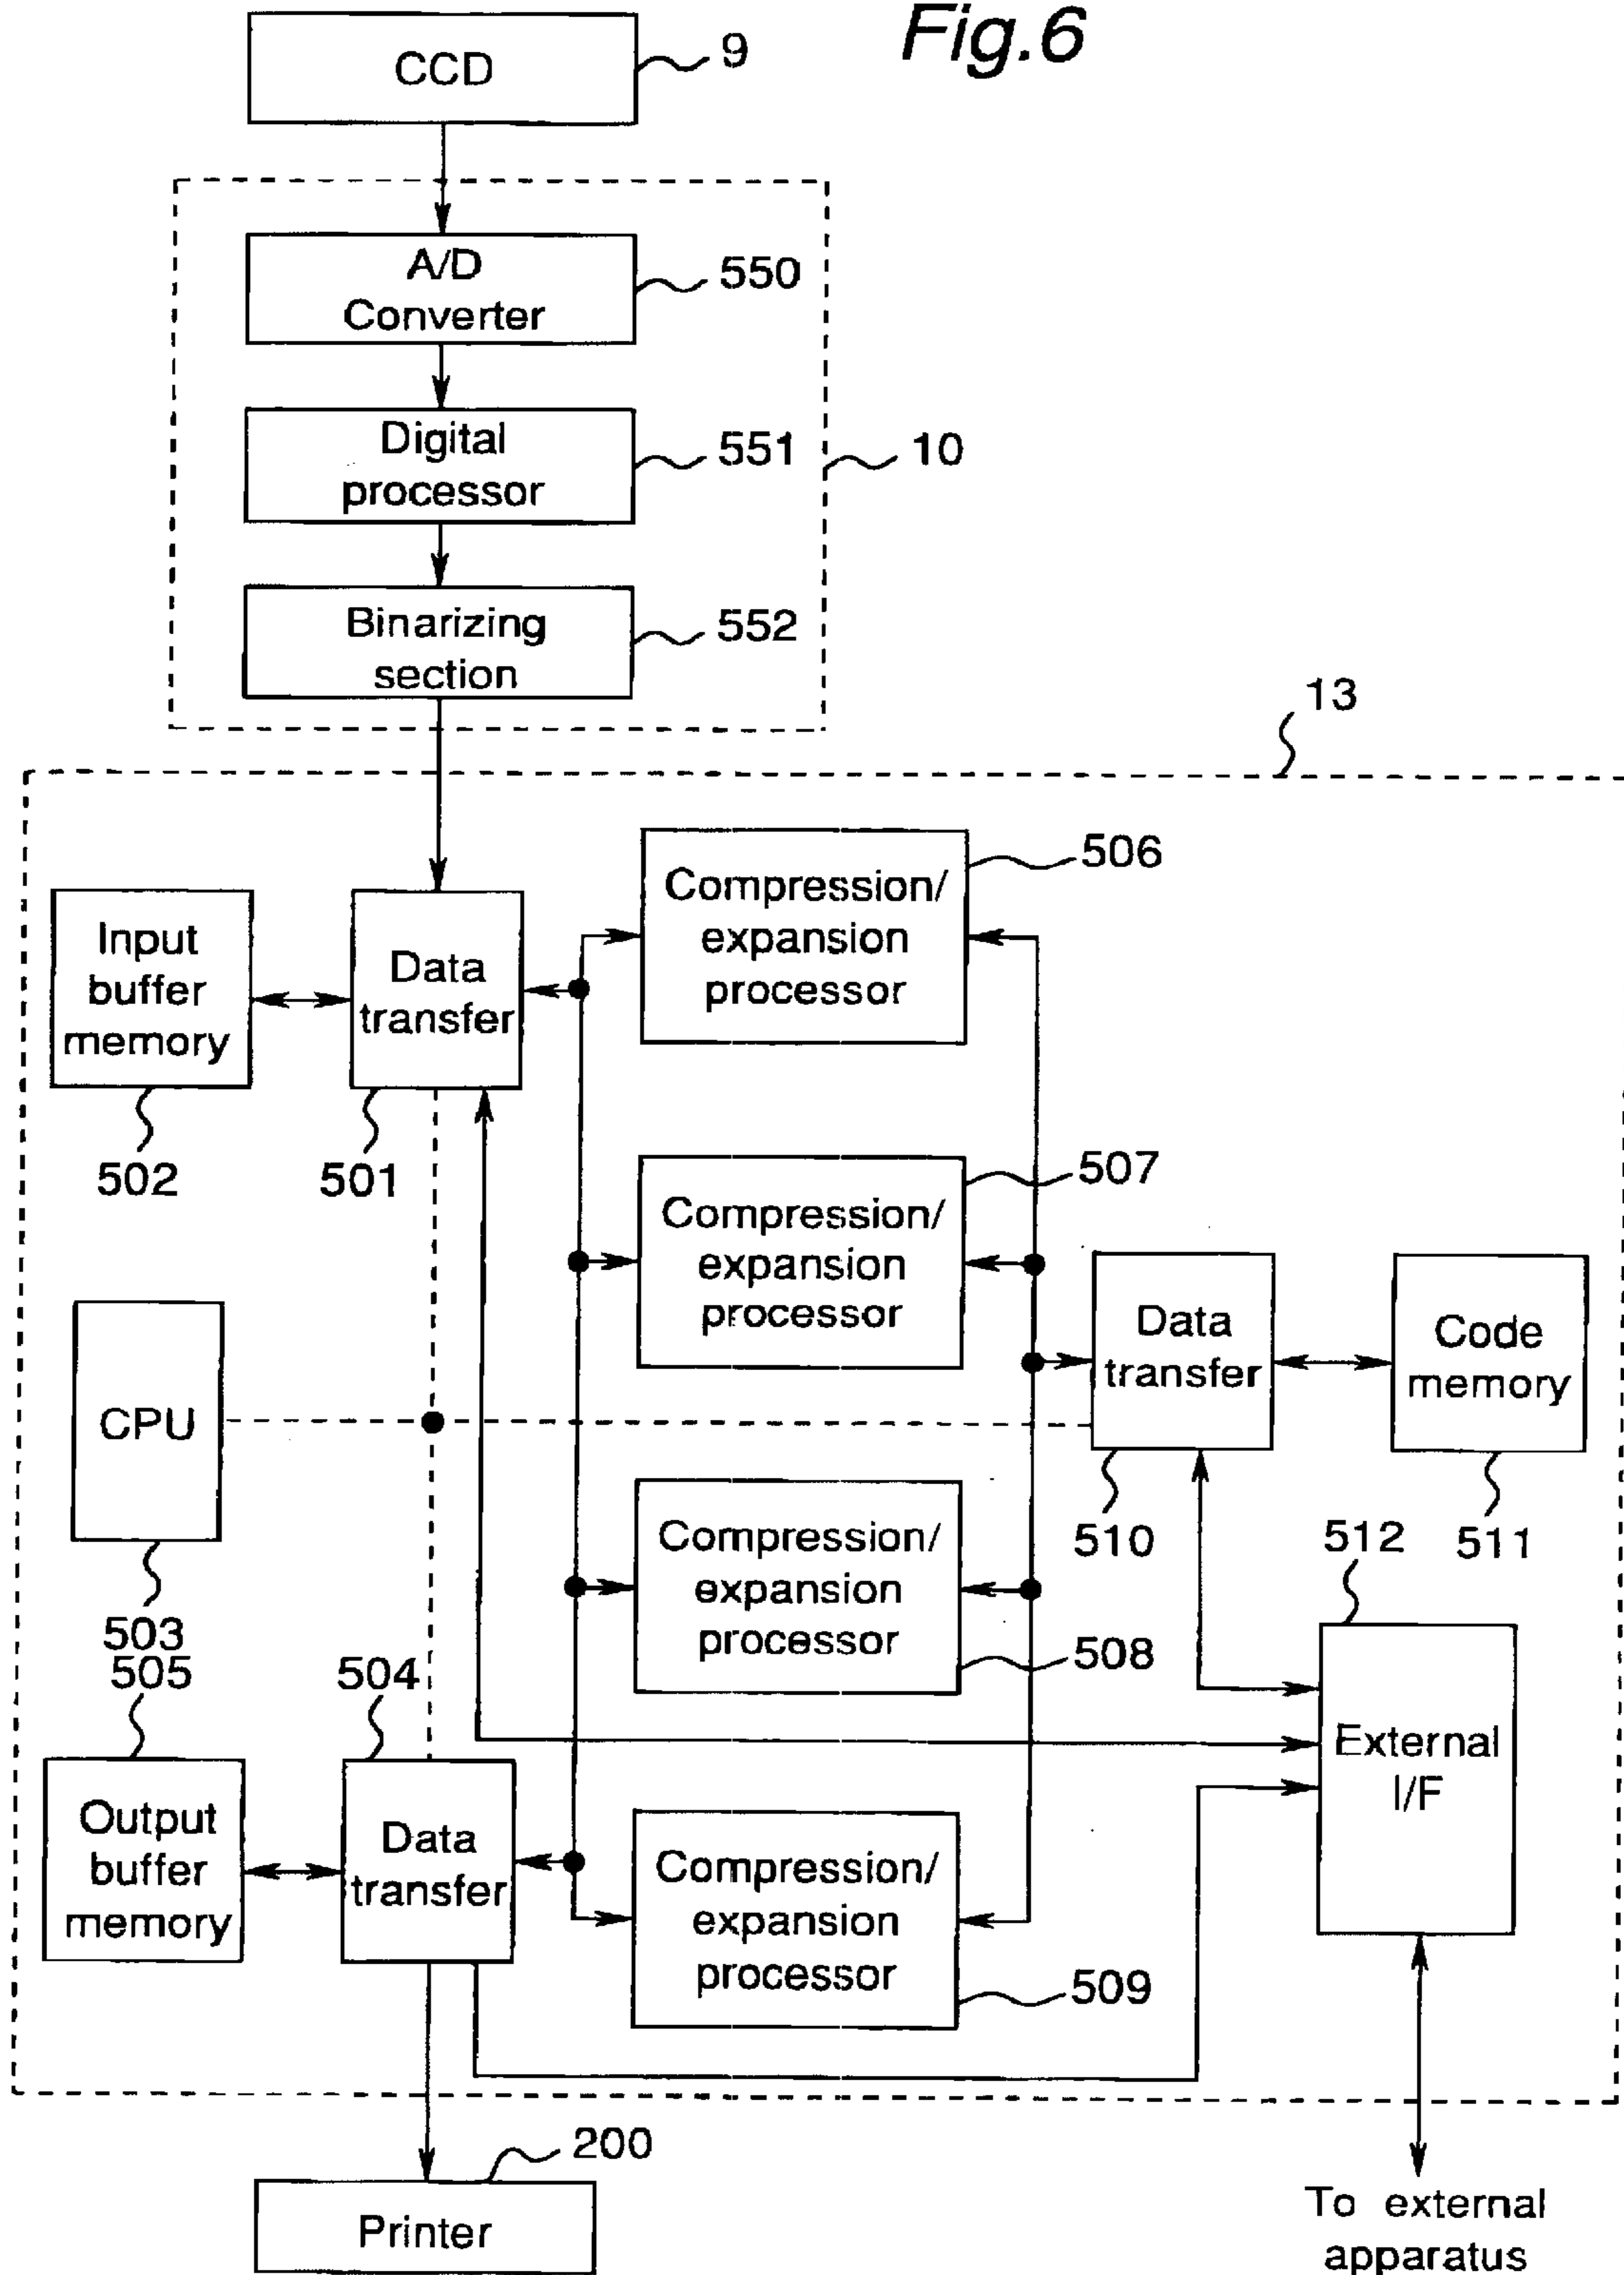 Fig.6
CCD
9
A/D
Converter
550
Digital
processor
551
10
Binarizing
section
552
13
Input
buffer
memory
502
Data
transfer
501
Compression/
expansion
processor
506
Compression/
expansion
processor
507
CPU
503
Data
transfer
510
Code
memory
511
Compression/
expansion
processor
508
512
External
I/F
505
Output
buffer
memory
504
Data
transfer
Compression/
expansion
processor
509
200
Printer
To external
apparatus